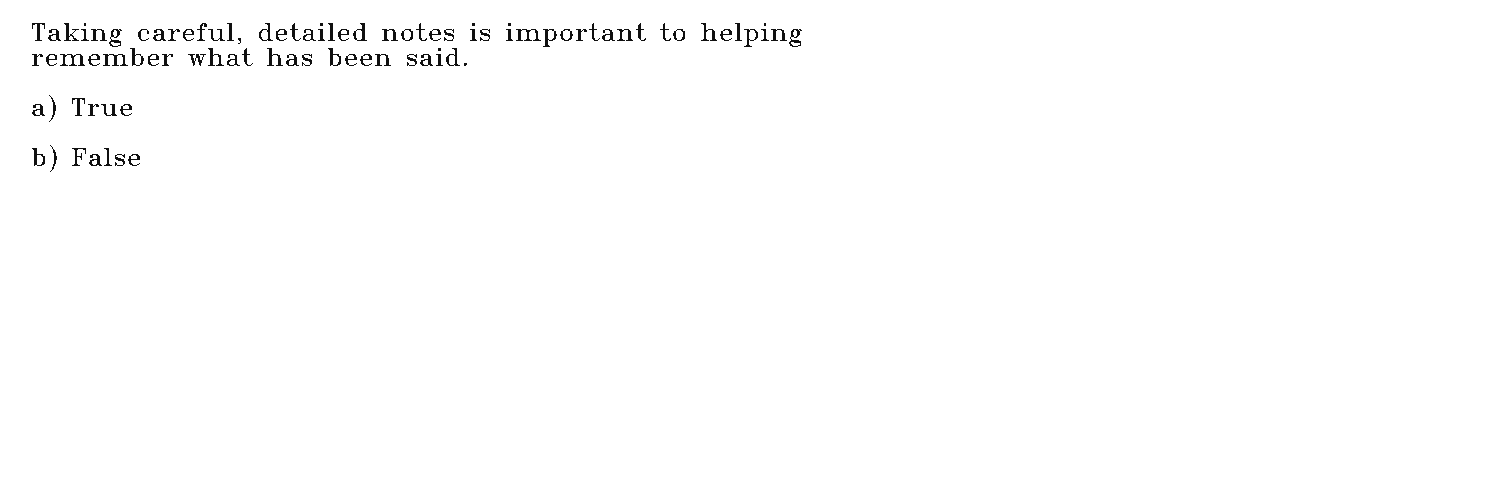 Taking careful, detailed notes is important to helping
remember what has been said.
a) True
b) False